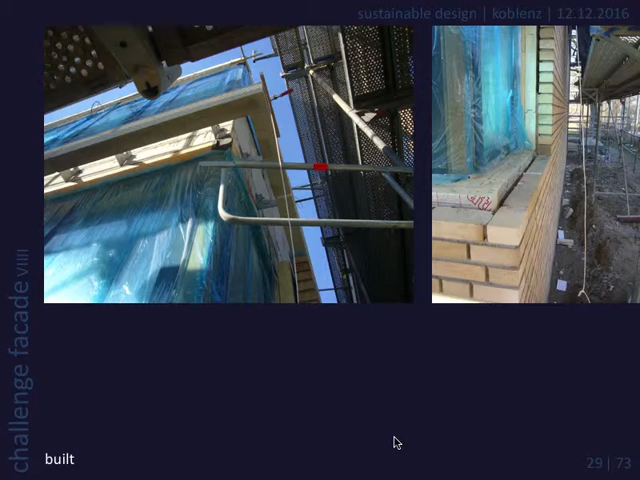 sustainable design | koblenz | 12.12.2016
challenge facade VIIII
built
29 | 73